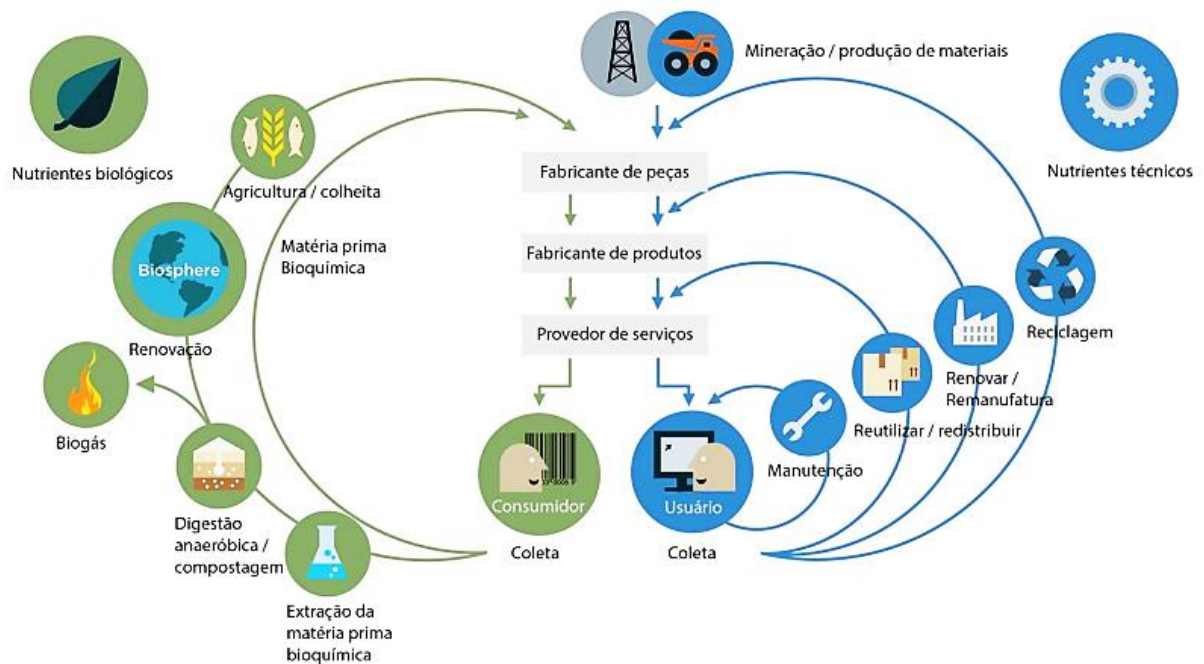 Mineração / produção de materiais
Nutrientes biológicos
Nutrientes técnicos
Agricultura / colheita
Fabricante de peças
Matéria prima
Bioquímica
Fabricante de produtos
Biosphere
Renovação
Provedor de serviços
Reciclagem
Renovar /
Remanufatura
Reutilizar / redistribuir
Biogás
Manutenção
Consumidor
Usuário
Coleta
Coleta
Digestão
anaeróbica /
compostagem
Extração da
matéria prima
bioquímica